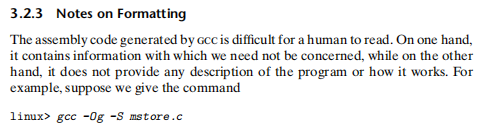 3.2.3 Notes on Formatting
The assembly code generated by GCC is difficult for a human to read. On one hand,
it contains information with which we need not be concerned, while on the other
hand, it does not provide any description of the program or how it works. For
example, suppose we give the command
linux> gcc -Og -S mstore.c